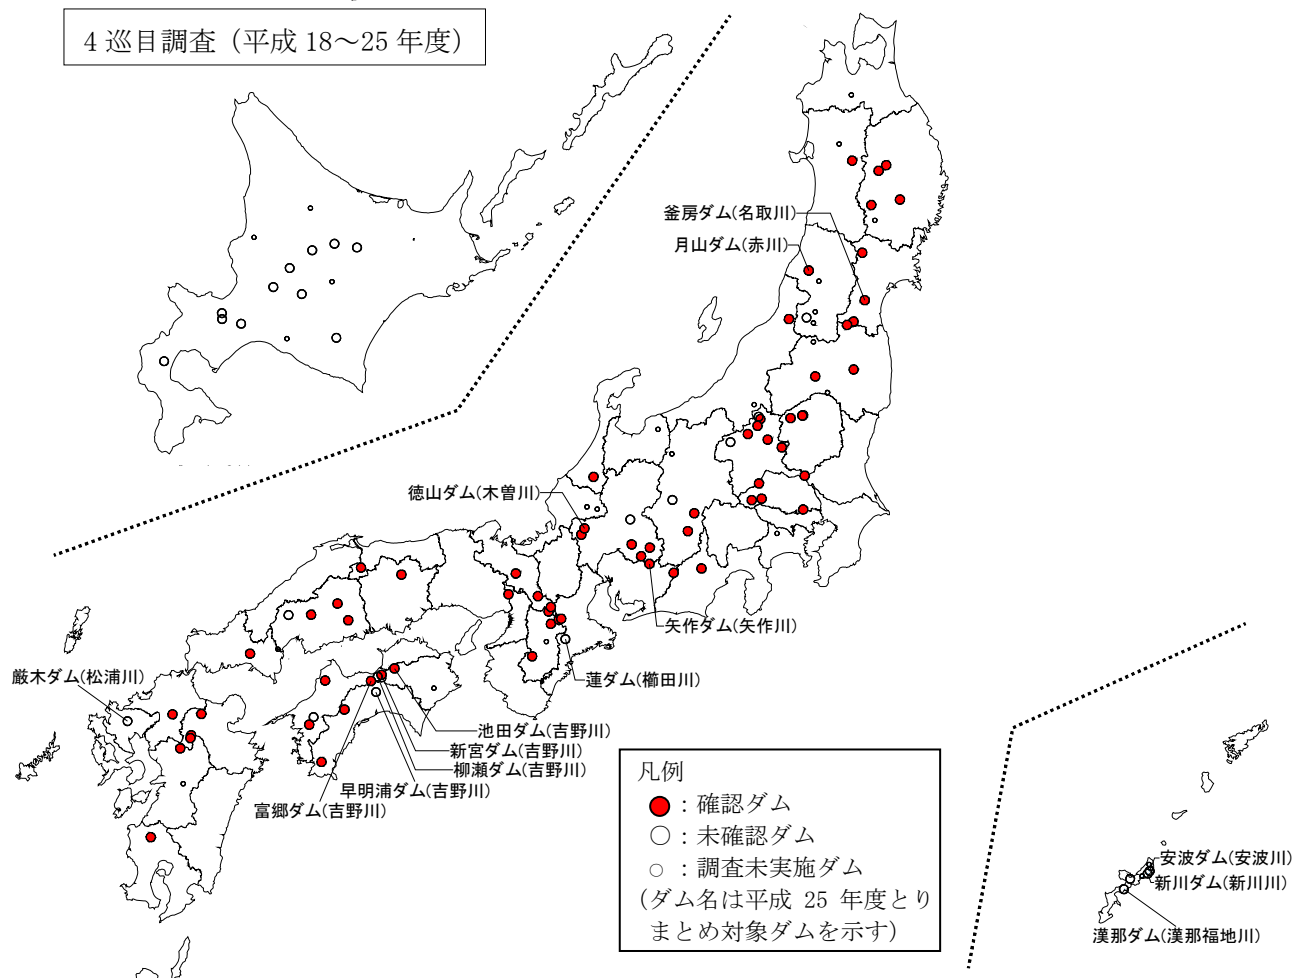 4巡目調査（平成 18～25 年度）
釜房ダム(名取川)
月山ダム(赤川)
徳山ダム(木曽川)
矢作ダム(矢作川)
蓮ダム(櫛田川)
厳木ダム(松浦川)
池田ダム(吉野川)
新宮ダム(吉野川)
柳瀬ダム(吉野川)
早明浦ダム(吉野川)
富郷ダム(吉野川)
凡例
：確認ダム
：未確認ダム
：調査未実施ダム
(ダム名は平成 25 年度とり
まとめ対象ダムを示す)
安波ダム(安波川)
新川ダム(新川川)
漢那ダム(漢那福地川)